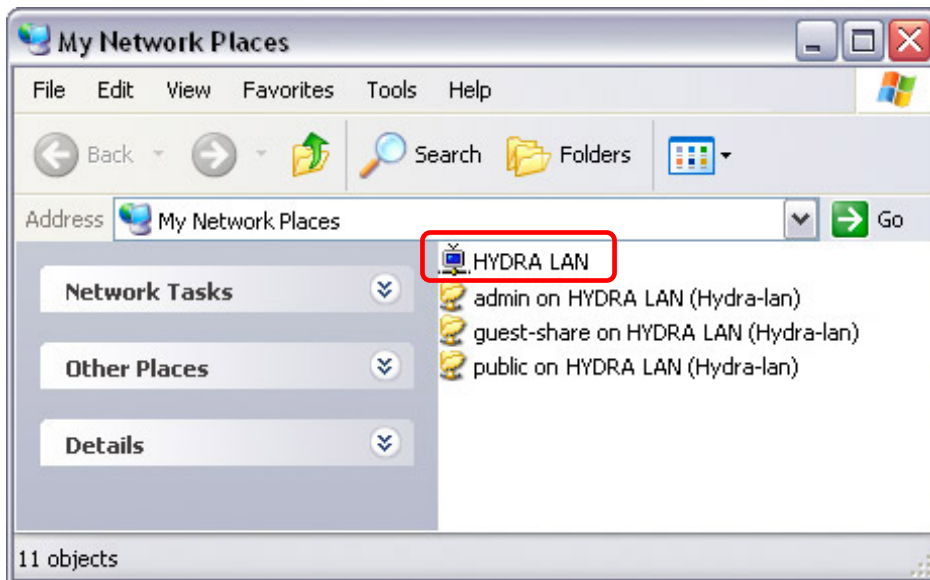 My Network Places
File Edit View Favorites Tools Help
Back Search Folders
Address My Network Places Go
HYDRA LAN
Network Tasks
admin on HYDRA LAN (Hydra-lan)
guest-share on HYDRA LAN (Hydra-lan)
Other Places
public on HYDRA LAN (Hydra-lan)
Details
11 objects